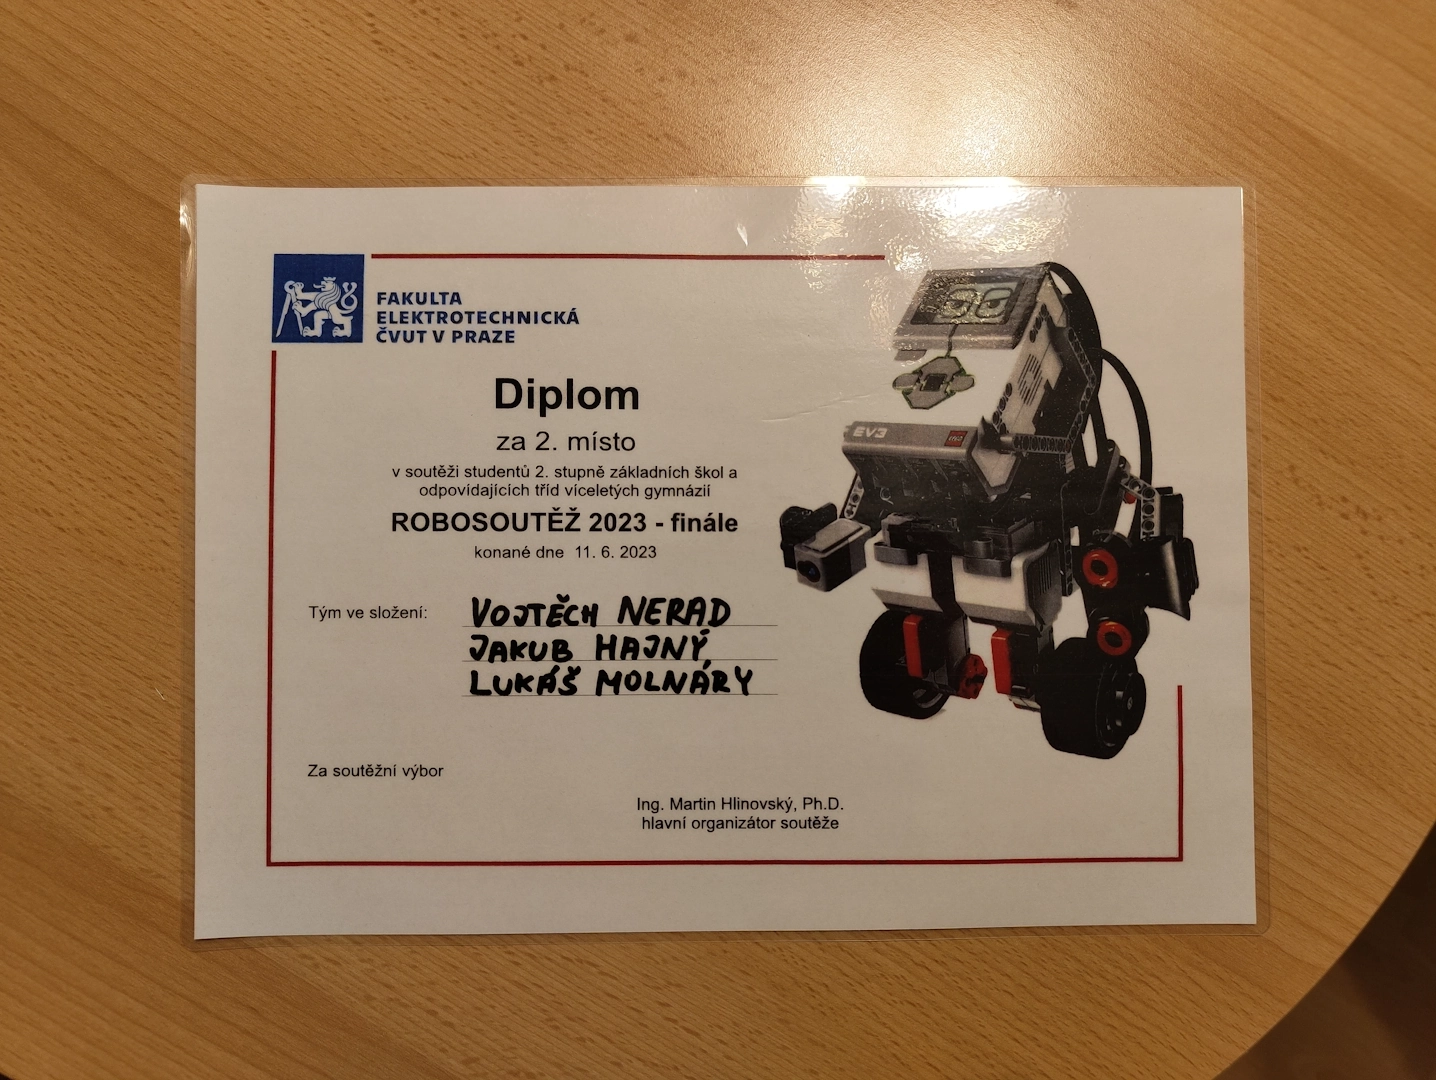 FAKULTA
ELEKTROTECHNICKÁ
ČVUT V PRAZE
Diplom
za 2. místo
v soutěži studentů 2. stupně základních škol a
odpovídajících tříd víceletých gymnázií
ROBOSOUTĚŽ 2023 - finále
konané dne 11. 6. 2023
Tým ve složení: VOJTĚCH NERAD
JAKUB HAJNÝ
LUKÁŠ MOLNÁRY
Za soutěžní výbor
Ing. Martin Hlinovský, Ph.D.
hlavní organizátor soutěže
EV3